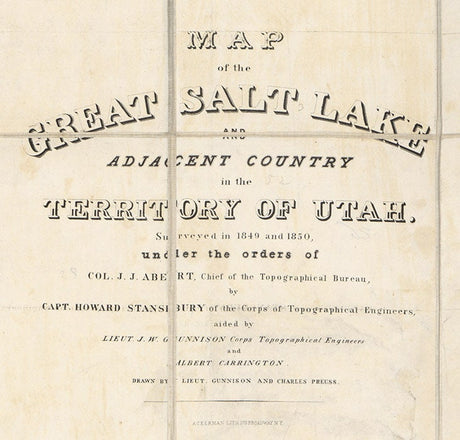 MAP
of the
GREAT SALT LAKE
AND
ADJACENT COUNTRY
in the
TERRITORY OF UTAH.
Surveyed in 1849 and 1850,
under the orders of
COL. J. J. ABERT, Chief of the Topographical Bureau,
by
CAPT. HOWARD STANSBURY of the Corps of Topographical Engineers,
aided by
LIEUT. J. W. GUNNISON Corps Topographical Engineers
and
ALBERT CARRINGTON.
DRAWN BY LIEUT. GUNNISON AND CHARLES PREUSS.
ACKERMAN LITH. BROADWAY N.Y.